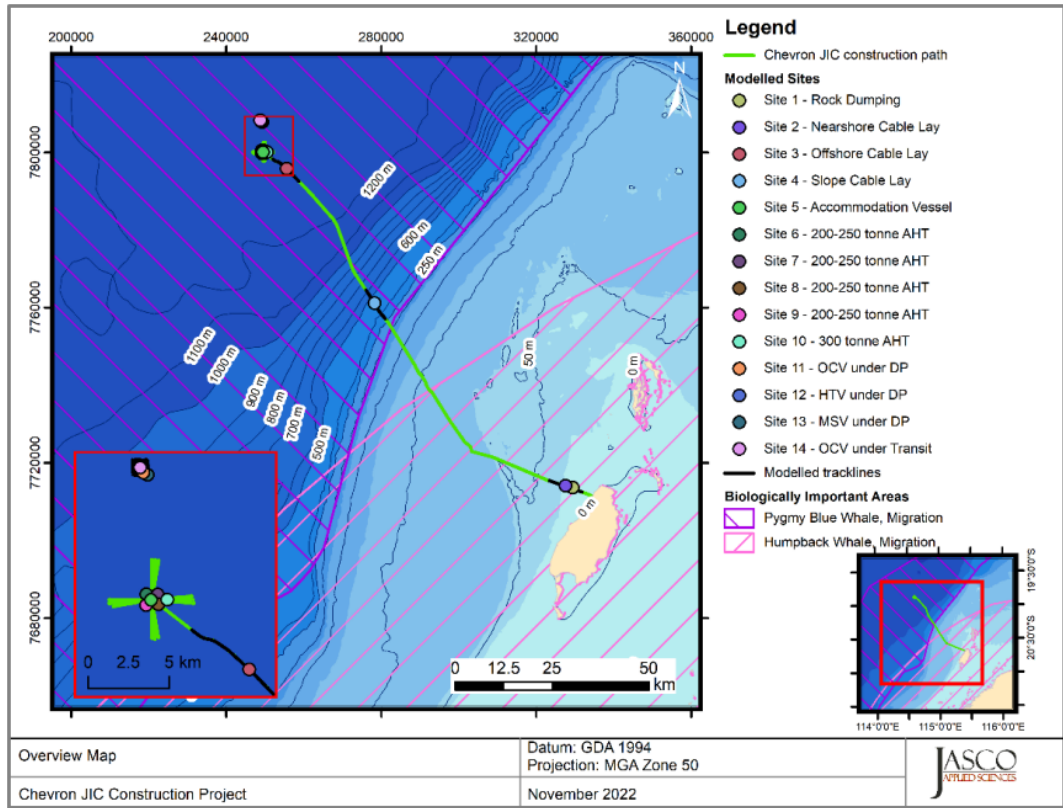 200000 240000 280000 320000 360000
7800000
7760000
7720000
7680000
N
1200 m
600 m
250 m
1100 m
1000 m
900 m
800 m
700 m
500 m
50 m
0 m
0 m
0 2.5 5 km
0 12.5 25 50
km
Legend
Chevron JIC construction path
Modelled Sites
Site 1 - Rock Dumping
Site 2 - Nearshore Cable Lay
Site 3 - Offshore Cable Lay
Site 4 - Slope Cable Lay
Site 5 - Accommodation Vessel
Site 6 - 200-250 tonne AHT
Site 7 - 200-250 tonne AHT
Site 8 - 200-250 tonne AHT
Site 9 - 200-250 tonne AHT
Site 10 - 300 tonne AHT
Site 11 - OCV under DP
Site 12 - HTV under DP
Site 13 - MSV under DP
Site 14 - OCV under Transit
Modelled tracklines
Biologically Important Areas
Pygmy Blue Whale, Migration
Humpback Whale, Migration
19°30'0"S
20°30'0"S
114°0'0"E 115°0'0"E 116°0'0"E
Overview Map
Datum: GDA 1994
Projection: MGA Zone 50
Chevron JIC Construction Project
November 2022
JASCO
APPLIED SCIENCES